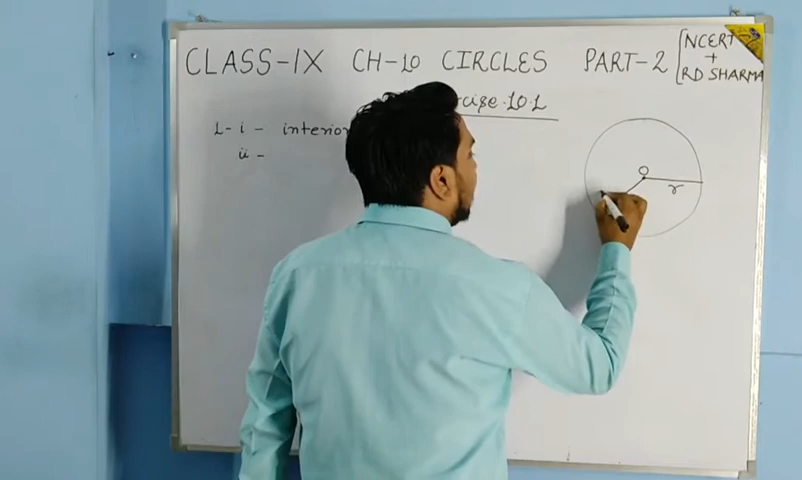 CLASS-IX CH-10 CIRCLES PART-2 [NCERT
+
RD SHARMA
cise 10.1
1- i - interior
ii -
O
r